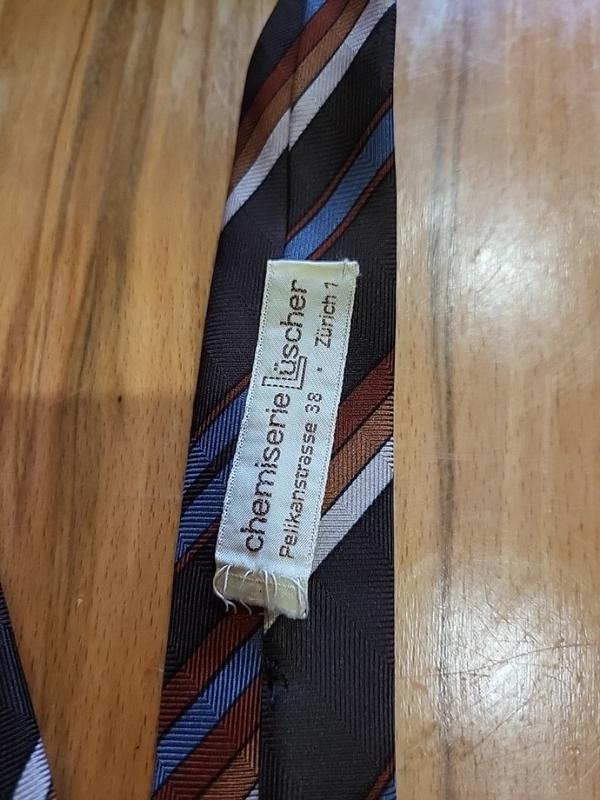 chemiserie Lüscher
Pelikanstrasse 38 · Zürich 1